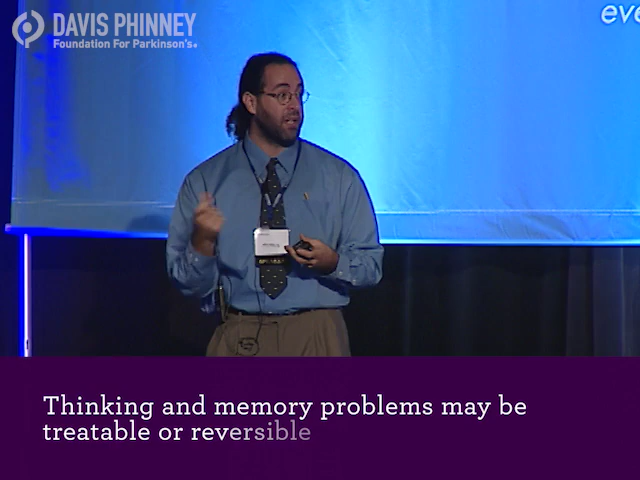 DAVIS PHINNEY
Foundation For Parkinson's.
eve
Thinking and memory problems may be
treatable or reversible